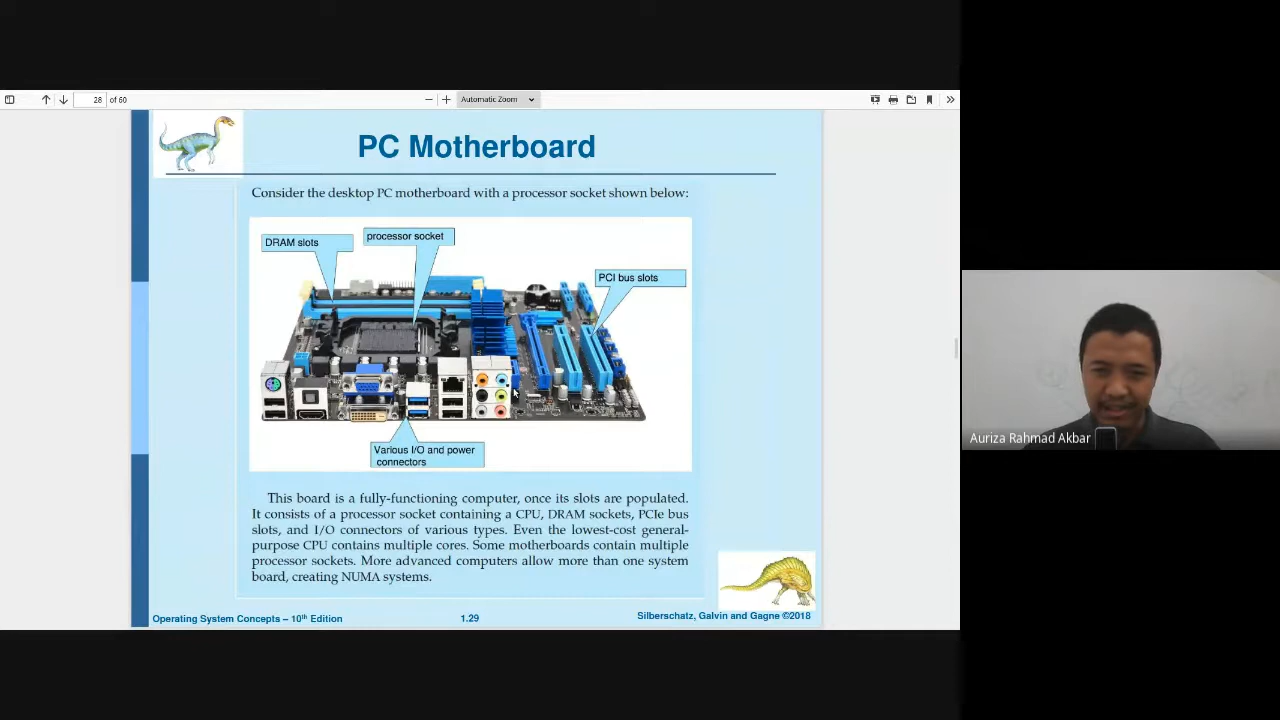 28 of 60
Automatic Zoom
PC Motherboard
Consider the desktop PC motherboard with a processor socket shown below:
DRAM slots
processor socket
PCI bus slots
Various I/O and power
connectors
This board is a fully-functioning computer, once its slots are populated.
It consists of a processor socket containing a CPU, DRAM sockets, PCIe bus
slots, and I/O connectors of various types. Even the lowest-cost general-
purpose CPU contains multiple cores. Some motherboards contain multiple
processor sockets. More advanced computers allow more than one system
board, creating NUMA systems.
Operating System Concepts – 10th Edition
1.29
Silberschatz, Galvin and Gagne ©2018
Auriza Rahmad Akbar